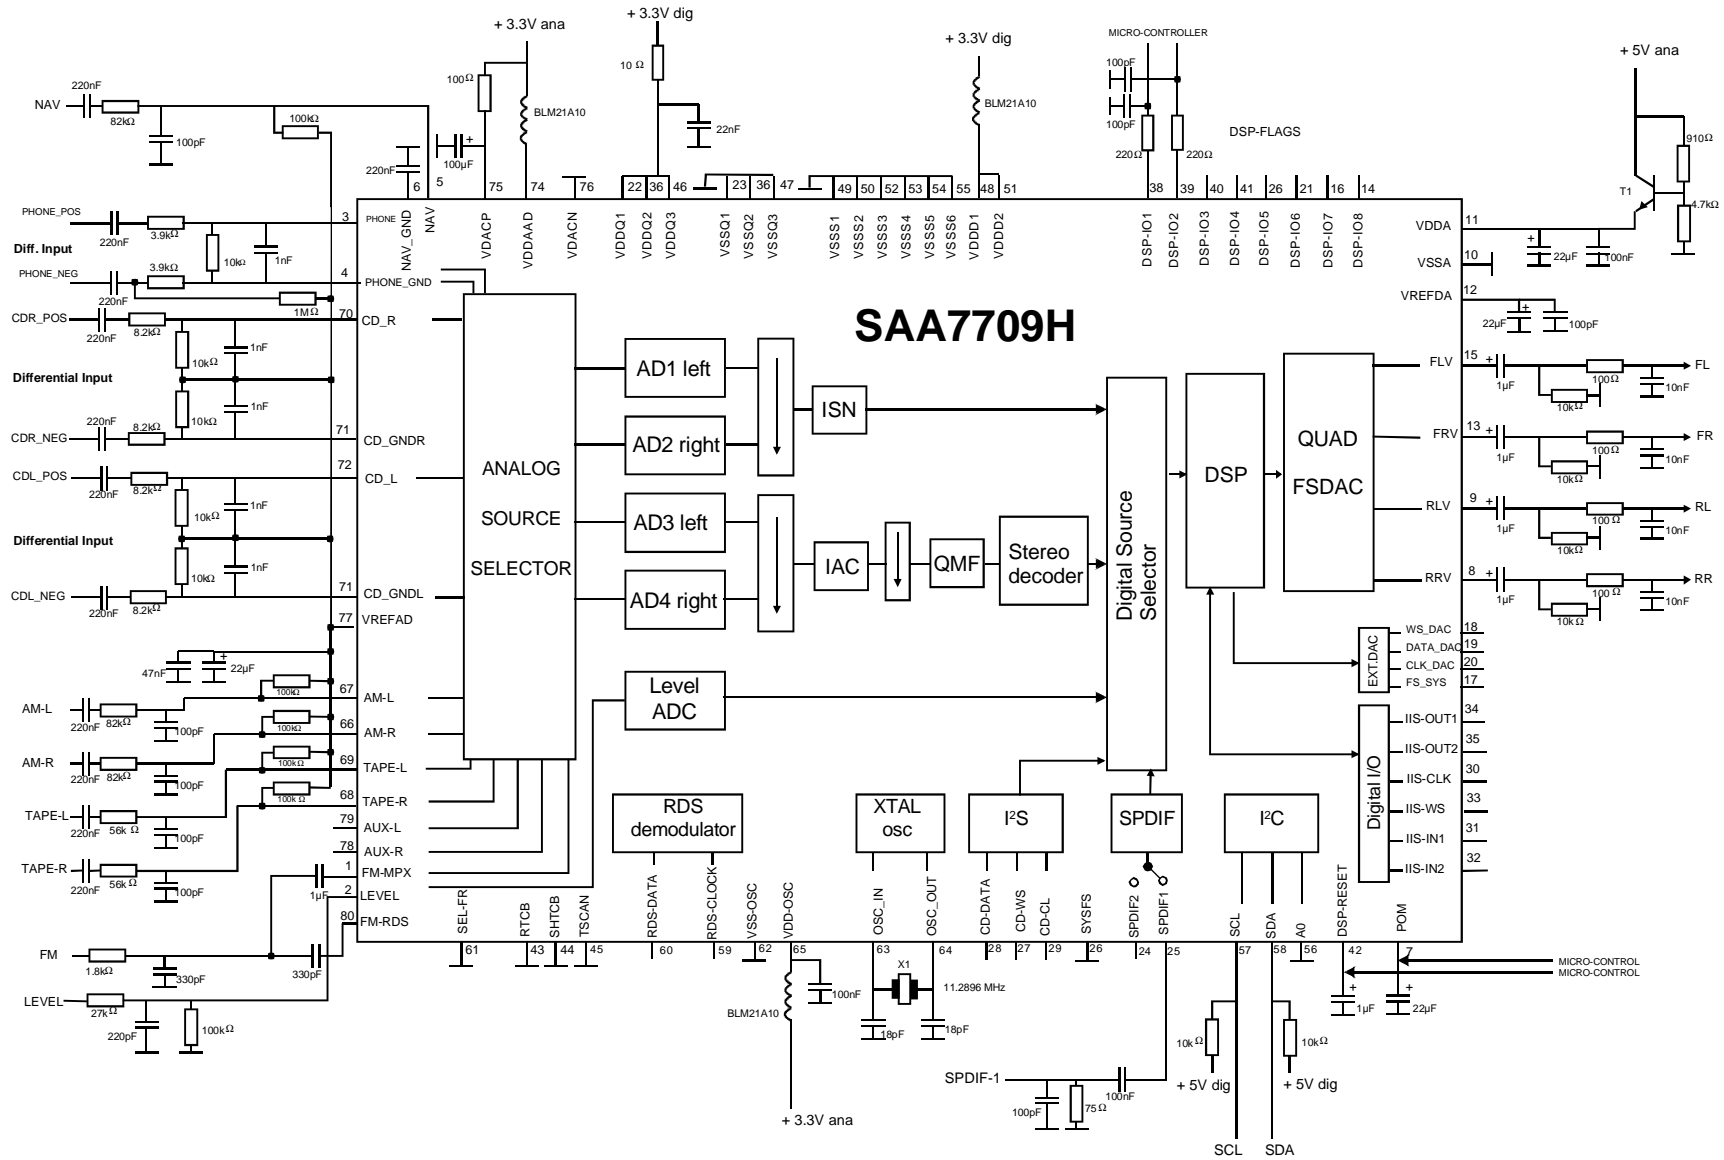 + 3.3V ana
+ 3.3V dig
+ 3.3V dig
MICRO-CONTROLLER
+ 5V ana
100Ω
10 Ω
BLM21A10
22nF
100µF
+
BLM21A10
100pF
100pF
220Ω
220Ω
DSP-FLAGS
910Ω
T1
4.7kΩ
NAV
220nF
82kΩ
100pF
100kΩ
220nF
6
5
75
74
76
22
36
46
23
36
47
49
50
52
53
54
55
48
51
38
39
40
41
26
21
16
14
NAV_GND
NAV
VDACP
VDDAAD
VDACN
VDDQ1
VDDQ2
VDDQ3
VSSQ1
VSSQ2
VSSQ3
VSSS1
VSSS2
VSSS3
VSSS4
VSSS5
VSSS6
VDDD1
VDDD2
DSP-IO1
DSP-IO2
DSP-IO3
DSP-IO4
DSP-IO5
DSP-IO6
DSP-IO7
DSP-IO8
PHONE_POS
220nF
3.9kΩ
3
PHONE
Diff. Input
10kΩ
1nF
PHONE_NEG
220nF
3.9kΩ
4
PHONE_GND
1MΩ
CDR_POS
220nF
8.2kΩ
70
CD_R
10kΩ
1nF
Differential Input
10kΩ
1nF
CDR_NEG
220nF
8.2kΩ
71
CD_GNDR
CDL_POS
220nF
8.2kΩ
72
CD_L
10kΩ
1nF
Differential Input
10kΩ
1nF
CDL_NEG
220nF
8.2kΩ
71
CD_GNDL
77
VREFAD
47nF
22µF
+
AM-L
220nF
82kΩ
100pF
100kΩ
67
AM-L
AM-R
220nF
82kΩ
100pF
100kΩ
66
AM-R
TAPE-L
220nF
56k Ω
100pF
100kΩ
69
TAPE-L
TAPE-R
220nF
56k Ω
100pF
100k Ω
68
TAPE-R
79
AUX-L
78
AUX-R
1
FM-MPX
1µF
2
LEVEL
80
FM-RDS
FM
1.8kΩ
330pF
330pF
LEVEL
27kΩ
220pF
100kΩ
SAA7709H
ANALOG
SOURCE
SELECTOR
AD1 left
AD2 right
AD3 left
AD4 right
Level
ADC
ISN
IAC
QMF
Stereo
decoder
Digital Source
Selector
DSP
QUAD
FSDAC
EXT.DAC
Digital I/O
RDS
demodulator
XTAL
osc
I²S
SPDIF
I²C
VDDA
11
22µF
+
100nF
VSSA
10
VREFDA
12
22µF
+
100pF
FLV
15
+
1µF
10kΩ
100Ω
10nF
FL
FRV
13
+
1µF
10kΩ
100Ω
10nF
FR
RLV
9
+
1µF
10kΩ
100 Ω
10nF
RL
RRV
8
+
1µF
10kΩ
100 Ω
10nF
RR
WS_DAC
18
DATA_DAC
19
CLK_DAC
20
FS_SYS
17
IIS-OUT1
34
IIS-OUT2
35
IIS-CLK
30
IIS-WS
33
IIS-IN1
31
IIS-IN2
32
SEL-FR
RTCB
SHTCB
TSCAN
RDS-DATA
RDS-CLOCK
VSS-OSC
VDD-OSC
OSC_IN
OSC_OUT
CD-DATA
CD-WS
CD-CL
SYSFS
SPDIF2
SPDIF1
SCL
SDA
A0
DSP-RESET
POM
61
43
44
45
60
59
62
65
63
64
28
27
29
26
24
25
57
58
56
42
7
MICRO-CONTROL
MICRO-CONTROL
100nF
BLM21A10
+ 3.3V ana
X1
11.2896 MHz
18pF
18pF
SPDIF-1
100pF
75Ω
100nF
10kΩ
+ 5V dig
10kΩ
+ 5V dig
1µF
+
22µF
+
SCL
SDA